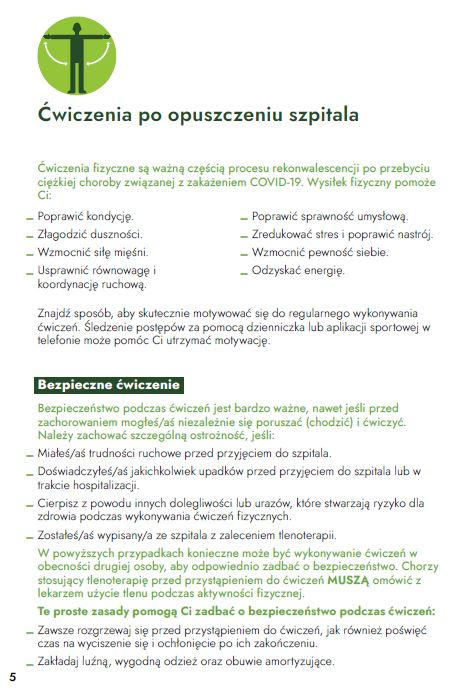 Ćwiczenia po opuszczeniu szpitala
Ćwiczenia fizyczne są ważną częścią procesu rekonwalescencji po przebyciu
ciężkiej choroby związanej z zakażeniem COVID-19. Wysiłek fizyczny pomoże
Ci:
– Poprawić kondycję.
– Złagodzić duszności.
– Wzmocnić siłę mięśni.
– Usprawnić równowagę i
koordynację ruchową.
– Poprawić sprawność umysłową.
– Zredukować stres i poprawić nastrój.
– Wzmocnić pewność siebie.
– Odzyskać energię.
Znajdź sposób, aby skutecznie motywować się do regularnego wykonywania
ćwiczeń. Śledzenie postępów za pomocą dzienniczka lub aplikacji sportowej w
telefonie może pomóc Ci utrzymać motywację.
Bezpieczne ćwiczenie
Bezpieczeństwo podczas ćwiczeń jest bardzo ważne, nawet jeśli przed
zachorowaniem mogłeś/aś niezależnie się poruszać (chodzić) i ćwiczyć.
Należy zachować szczególną ostrożność, jeśli:
– Miałeś/aś trudności ruchowe przed przyjęciem do szpitala.
– Doświadczyłeś/aś jakichkolwiek upadków przed przyjęciem do szpitala lub w
trakcie hospitalizacji.
– Cierpisz z powodu innych dolegliwości lub urazów, które stwarzają ryzyko dla
zdrowia podczas wykonywania ćwiczeń fizycznych.
– Zostałeś/aś wypisany/a ze szpitala z zaleceniem tlenoterapii.
W powyższych przypadkach konieczne może być wykonywanie ćwiczeń w
obecności drugiej osoby, aby odpowiednio zadbać o bezpieczeństwo. Chorzy
stosujący tlenoterapię przed przystąpieniem do ćwiczeń MUSZĄ omówić z
lekarzem użycie tlenu podczas aktywności fizycznej.
Te proste zasady pomogą Ci zadbać o bezpieczeństwo podczas ćwiczeń:
– Zawsze rozgrzewaj się przed przystąpieniem do ćwiczeń, jak również poświęć
czas na wyciszenie się i ochłonięcie po ich zakończeniu.
– Zakładaj luźną, wygodną odzież oraz obuwie amortyzujące.
5